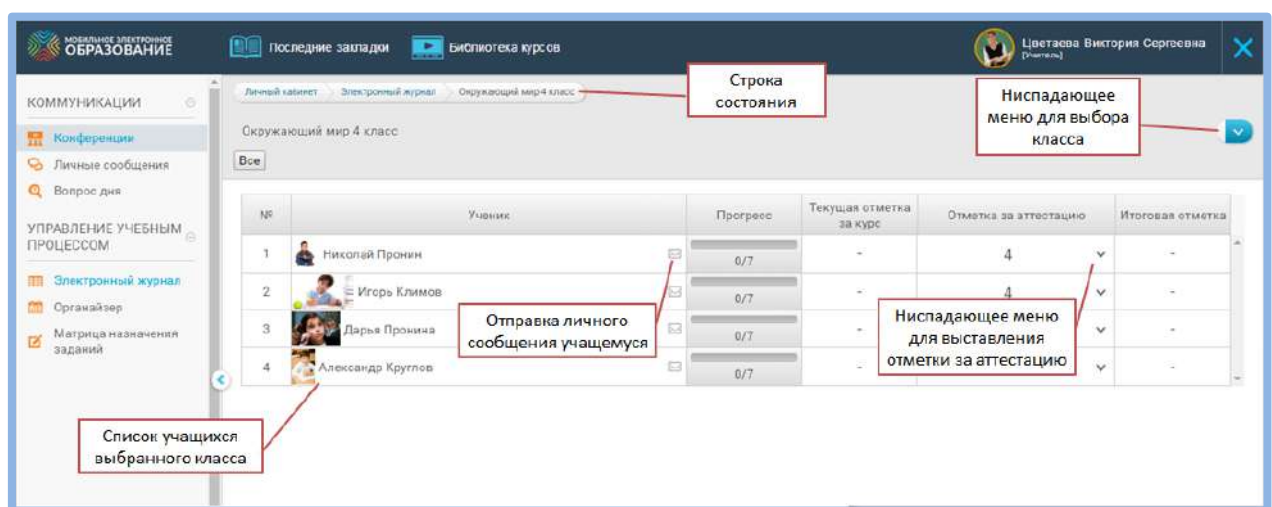 МОБИЛЬНОЕ ЭЛЕКТРОННОЕ
ОБРАЗОВАНИЕ
Последние закладки
Библиотека курсов
Цветаева Виктория Сергеевна
[Учитель]
КОММУНИКАЦИИ
Конференции
Личные сообщения
Вопрос дня
УПРАВЛЕНИЕ УЧЕБНЫМ
ПРОЦЕССОМ
Электронный журнал
Органайзер
Матрица назначения
заданий
Личный кабинет
Электронный журнал
Окружающий мир 4 класс
Строка
состояния
Ниспадающее
меню для выбора
класса
Окружающий мир 4 класс
Все
№ Ученик Прогресс Текущая отметка
за курс Отметка за аттестацию Итоговая отметка
1 Николай Пронин 0/7 - 4 -
2 Игорь Климов 0/7 - 4 -
3 Дарья Пронина 0/7 - -
4 Александр Круглов 0/7 - -
Отправка личного
сообщения учащемуся
Ниспадающее меню
для выставления
отметки за аттестацию
Список учащихся
выбранного класса